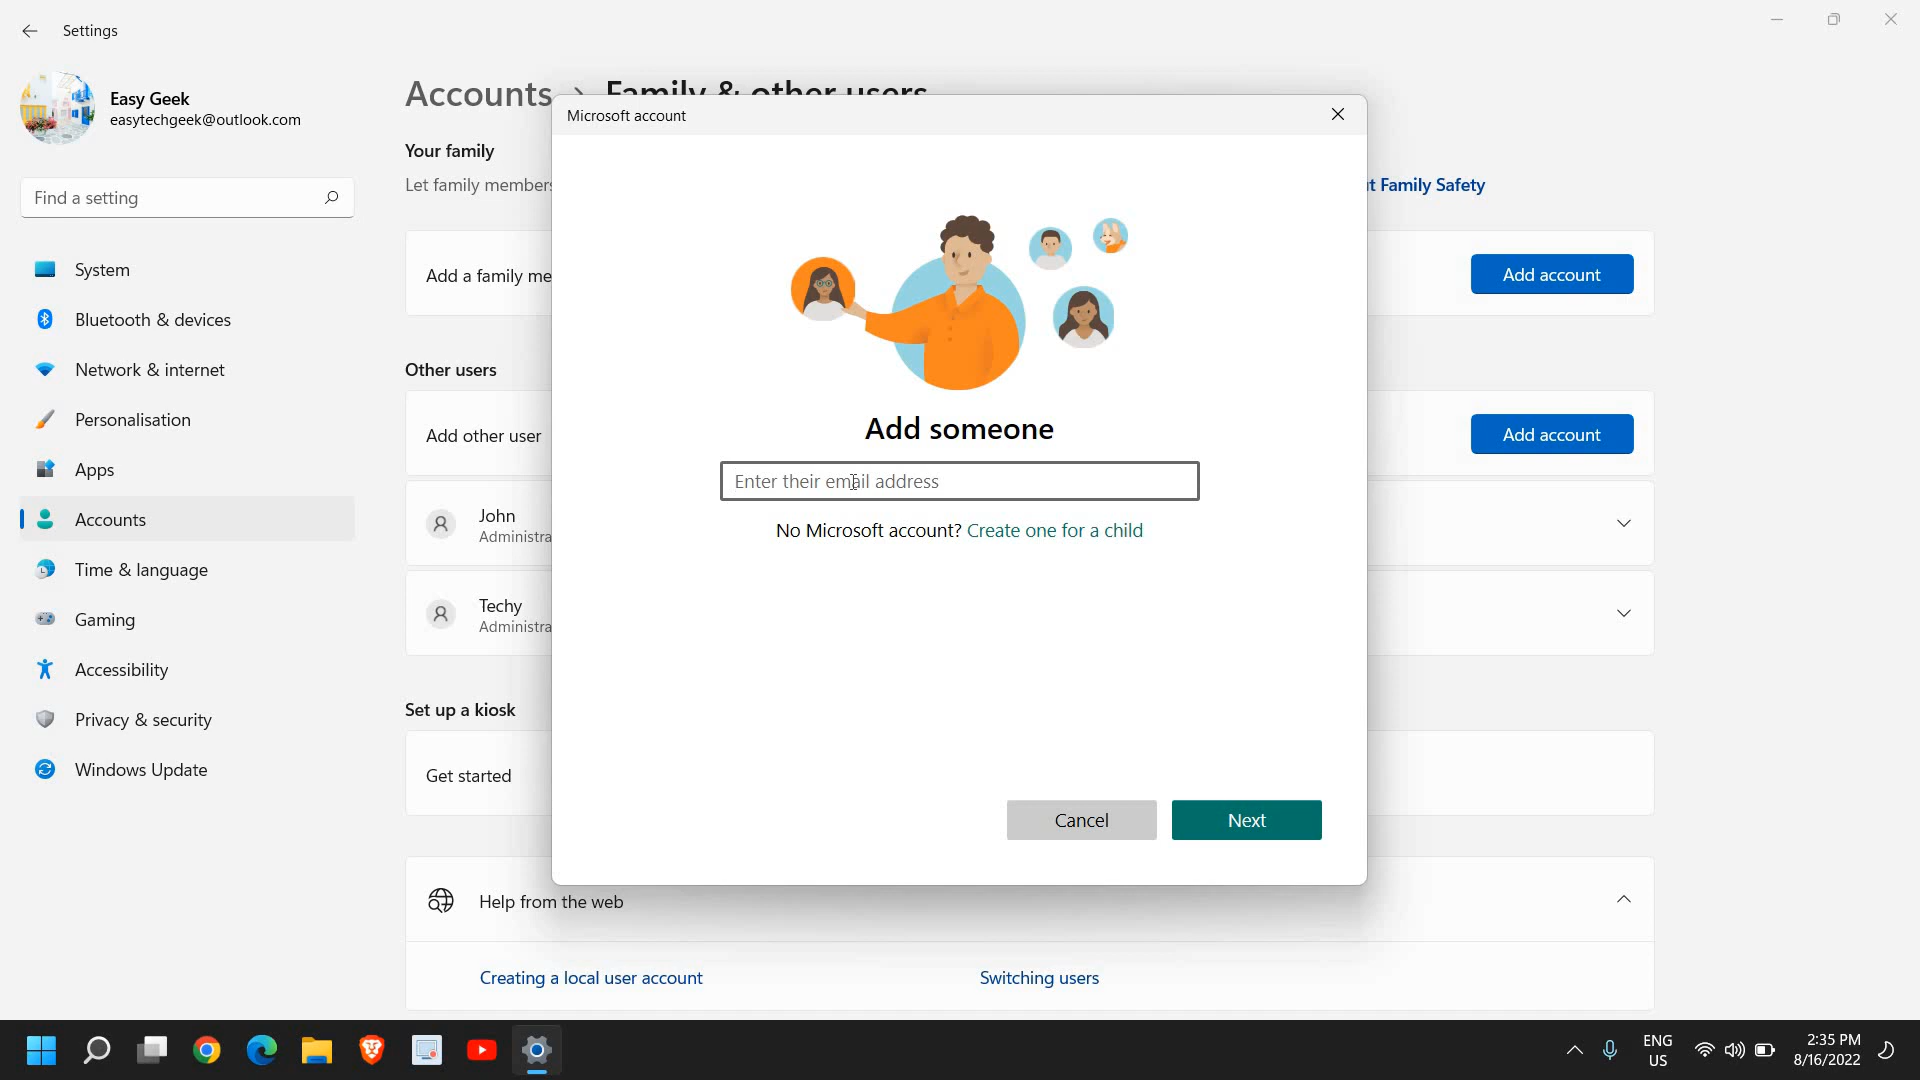 Settings
Easy Geek
easytechgeek@outlook.com
Find a setting
System
Bluetooth & devices
Network & internet
Personalisation
Apps
Accounts
Time & language
Gaming
Accessibility
Privacy & security
Windows Update
Accounts > Family & other users
Your family
Let family members
t Family Safety
Add a family me
Add account
Other users
Add other user
Add account
John
Administra
Techy
Administra
Set up a kiosk
Get started
Help from the web
Creating a local user account
Switching users
Microsoft account
Add someone
Enter their email address
No Microsoft account? Create one for a child
Cancel
Next
ENG
US
2:35 PM
8/16/2022